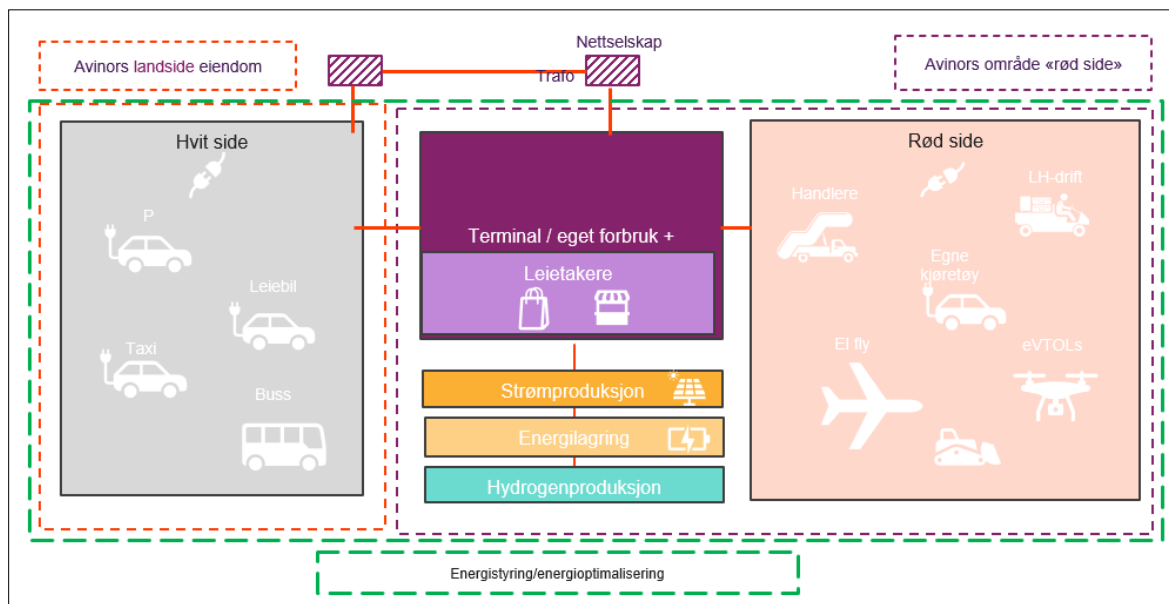 Nettselskap
Avinors landside eiendom
Trafo
Avinors område «rød side»
Hvit side
P
Leiebil
Taxi
Buss
Terminal / eget forbruk +
Leietakere
Strømproduksjon
Energilagring
Hydrogenproduksjon
Rød side
Handlere
LH-drift
Egne
kjøretøy
El fly
eVTOLs
Energistyring/energioptimalisering